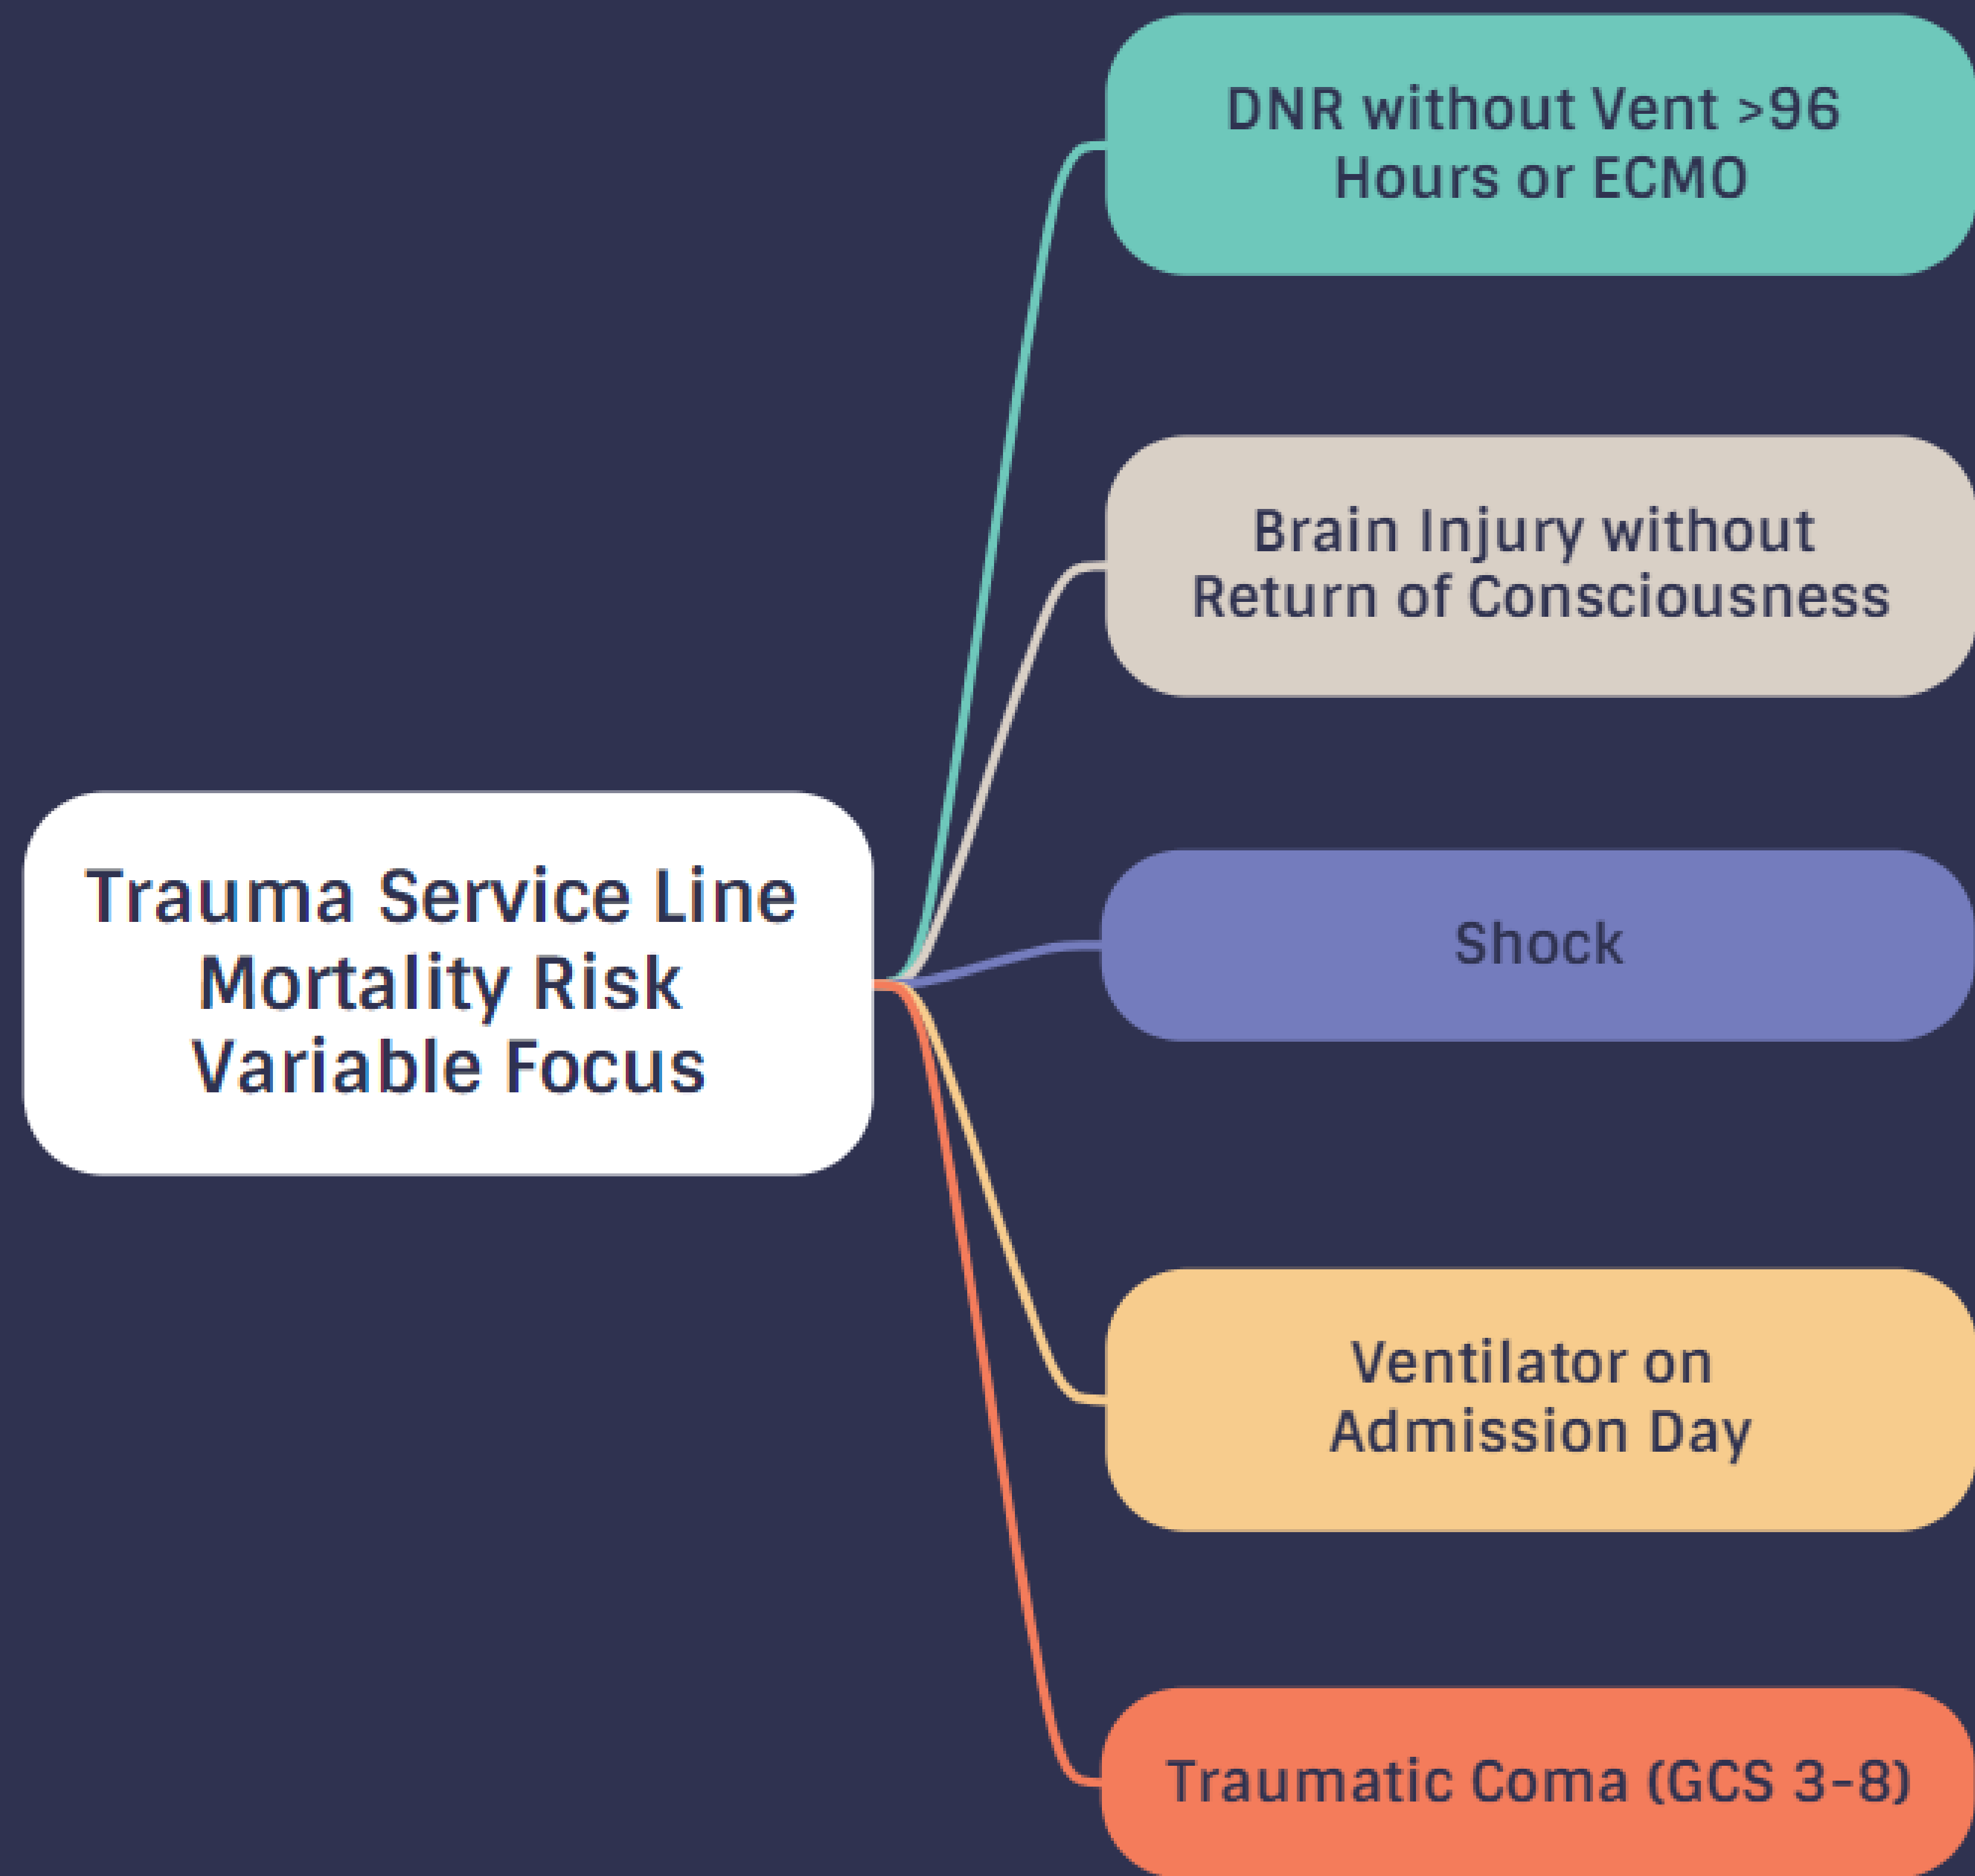 DNR without Vent >96
Hours or ECMO
Brain Injury without
Return of Consciousness
Trauma Service Line
Mortality Risk
Variable Focus
Shock
Ventilator on
Admission Day
Traumatic Coma (GCS 3-8)